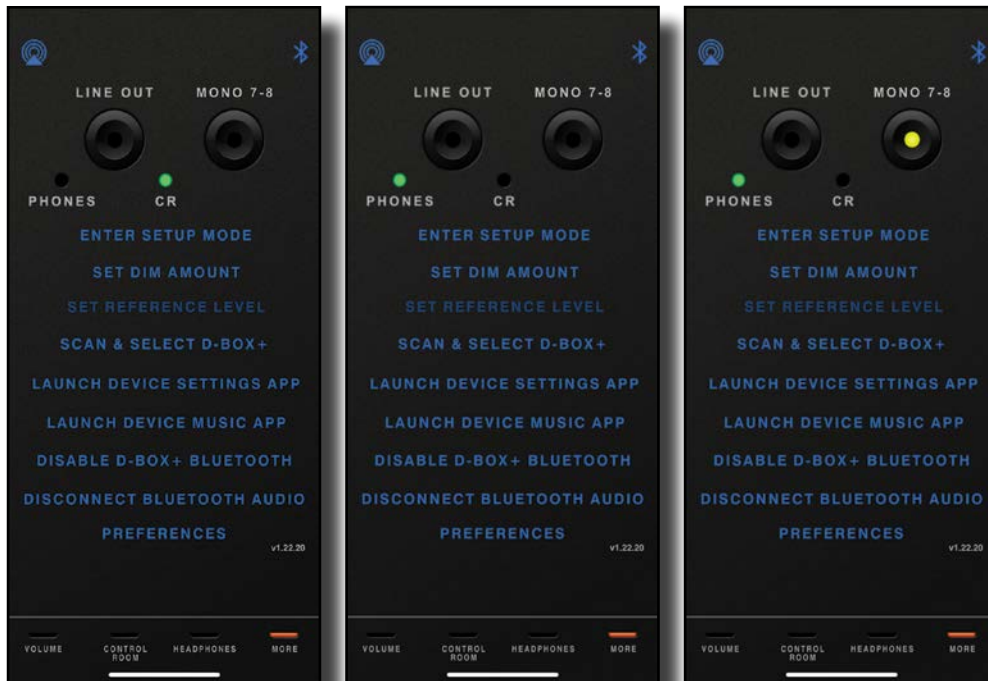 LINE OUT MONO 7-8
PHONES CR
ENTER SETUP MODE
SET DIM AMOUNT
SET REFERENCE LEVEL
SCAN & SELECT D-BOX+
LAUNCH DEVICE SETTINGS APP
LAUNCH DEVICE MUSIC APP
DISABLE D-BOX+ BLUETOOTH
DISCONNECT BLUETOOTH AUDIO
PREFERENCES
v1.22.20
VOLUME CONTROL ROOM HEADPHONES MORE
LINE OUT MONO 7-8
PHONES CR
ENTER SETUP MODE
SET DIM AMOUNT
SET REFERENCE LEVEL
SCAN & SELECT D-BOX+
LAUNCH DEVICE SETTINGS APP
LAUNCH DEVICE MUSIC APP
DISABLE D-BOX+ BLUETOOTH
DISCONNECT BLUETOOTH AUDIO
PREFERENCES
v1.22.20
VOLUME CONTROL ROOM HEADPHONES MORE
LINE OUT MONO 7-8
PHONES CR
ENTER SETUP MODE
SET DIM AMOUNT
SET REFERENCE LEVEL
SCAN & SELECT D-BOX+
LAUNCH DEVICE SETTINGS APP
LAUNCH DEVICE MUSIC APP
DISABLE D-BOX+ BLUETOOTH
DISCONNECT BLUETOOTH AUDIO
PREFERENCES
v1.22.20
VOLUME CONTROL ROOM HEADPHONES MORE